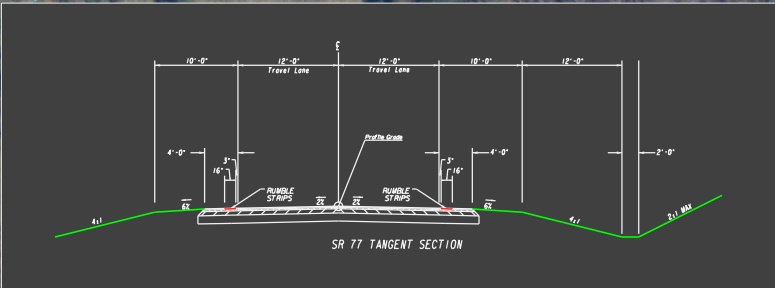 ℄
10'-0" 12'-0" 12'-0" 10'-0" 12'-0"
Travel Lane Travel Lane
Profile Grade
4'-0" 4'-0" 2'-0"
3" 3"
16" 16"
RUMBLE STRIPS
RUMBLE STRIPS
6% 2% 2% 6%
4:1 4:1 2:1 MAX
SR 77 TANGENT SECTION